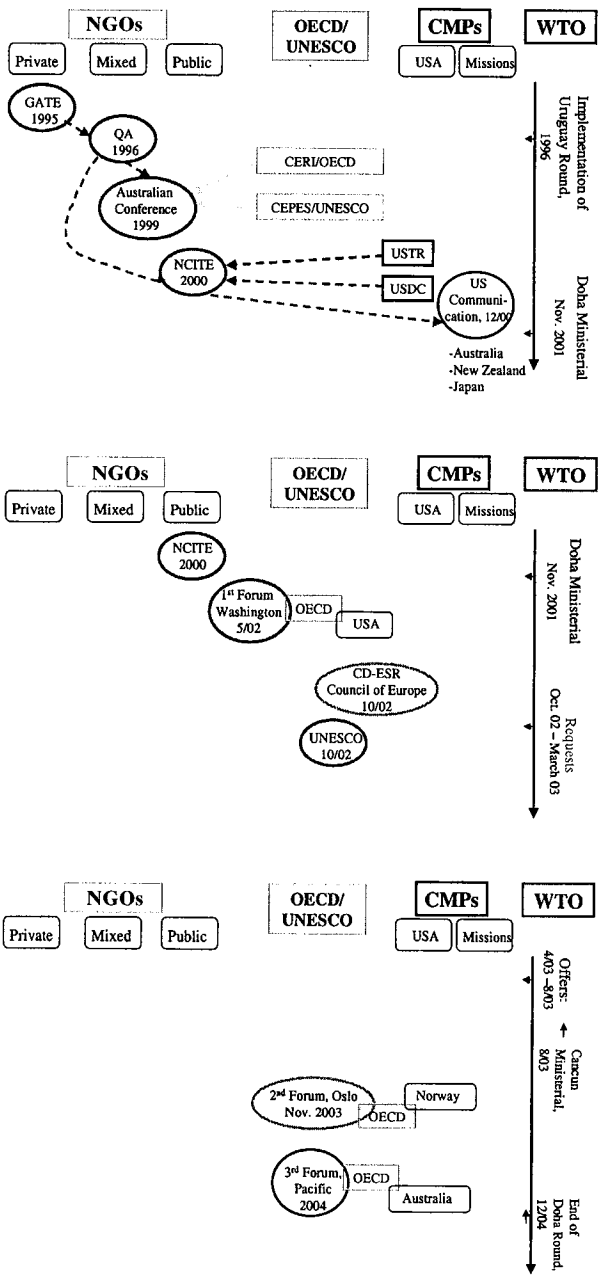 NGOs
OECD/
UNESCO
CMPs
WTO
Private
Mixed
Public
USA
Missions
GATE
1995
QA
1996
Australian
Conference
1999
CERI/OECD
CEPES/UNESCO
NCITE
2000
USTR
USDC
US
Communi-
cation, 12/00
-Australia
-New Zealand
-Japan
Implementation of
Uruguay Round,
1996
Doha Ministerial
Nov. 2001
NGOs
OECD/
UNESCO
CMPs
WTO
Private
Mixed
Public
USA
Missions
NCITE
2000
1st Forum
Washington
5/02
OECD
USA
CD-ESR
Council of Europe
10/02
UNESCO
10/02
Doha Ministerial
Nov. 2001
Requests
Oct. 02 – March 03
NGOs
OECD/
UNESCO
CMPs
WTO
Private
Mixed
Public
USA
Missions
Offers:
4/03 –8/03
Cancun
Ministerial,
8/03
2nd Forum, Oslo
Nov. 2003
OECD
Norway
3rd Forum,
Pacific
2004
OECD
Australia
End of
Doha Round,
12/04